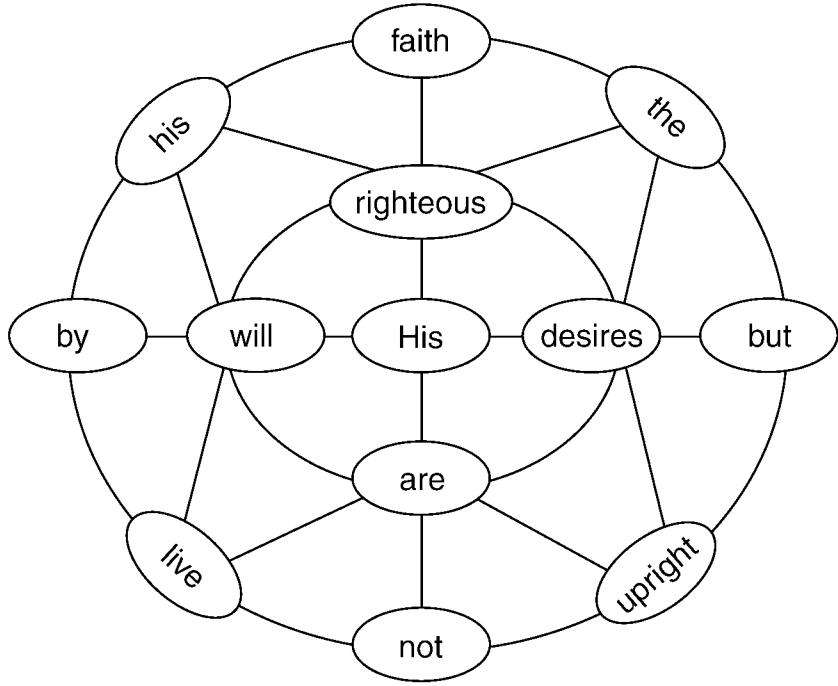 faith
his
the
righteous
by
will
His
desires
but
are
live
upright
not